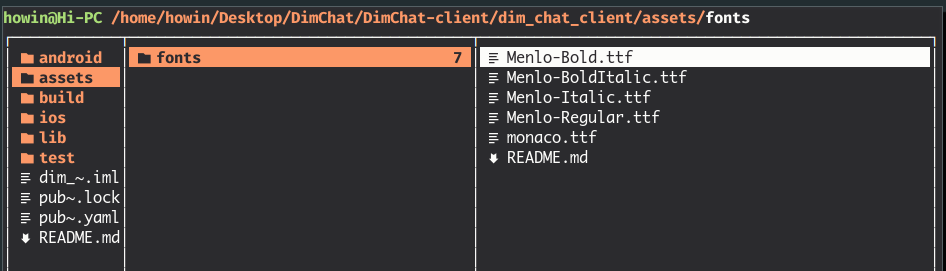 howin@Hi-PC /home/howin/Desktop/DimChat/DimChat-client/dim_chat_client/assets/fonts
android
assets
build
ios
lib
test
dim_~.iml
pub~.lock
pub~.yaml
README.md
fonts 7
Menlo-Bold.ttf
Menlo-BoldItalic.ttf
Menlo-Italic.ttf
Menlo-Regular.ttf
monaco.ttf
README.md